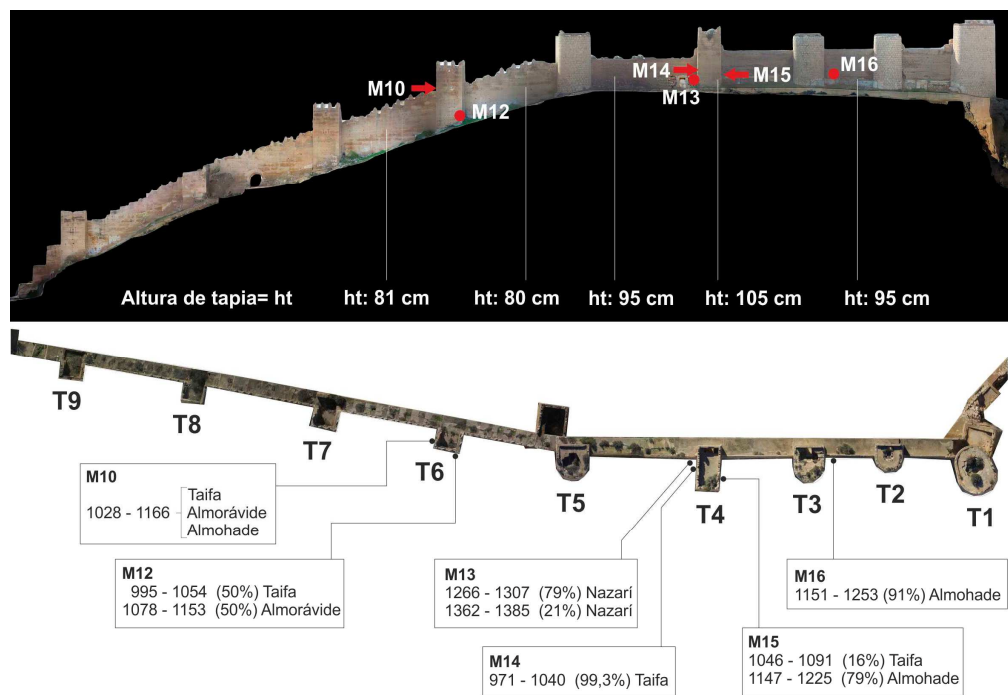 M10
M12
M14
M13
M15
M16
Altura de tapia= ht
ht: 81 cm
ht: 80 cm
ht: 95 cm
ht: 105 cm
ht: 95 cm
T9
T8
T7
T6
T5
T4
T3
T2
T1
M10
1028 - 1166
Taifa
Almorávide
Almohade
M12
995 - 1054 (50%) Taifa
1078 - 1153 (50%) Almorávide
M13
1266 - 1307 (79%) Nazarí
1362 - 1385 (21%) Nazarí
M14
971 - 1040 (99,3%) Taifa
M15
1046 - 1091 (16%) Taifa
1147 - 1225 (79%) Almohade
M16
1151 - 1253 (91%) Almohade